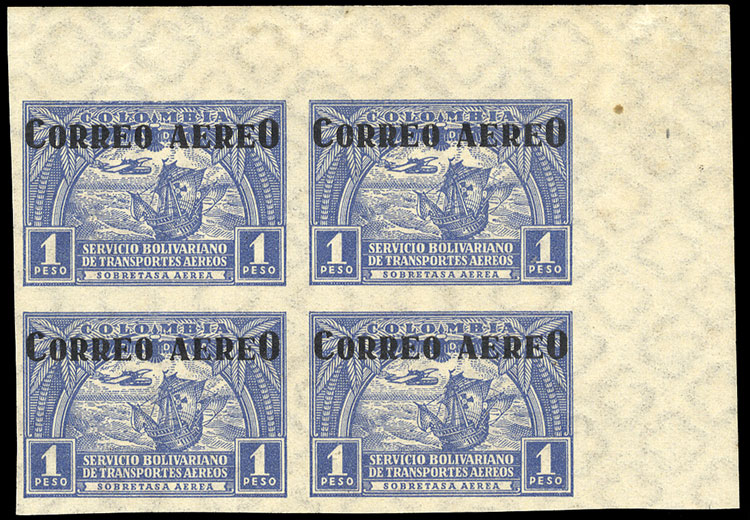 COLOMBIA
CORREO AEREO
1 PESO
SERVICIO BOLIVARIANO
DE TRANSPORTES AEREOS
SOBRETASA AEREA
1 PESO
COLOMBIA
CORREO AEREO
1 PESO
SERVICIO BOLIVARIANO
DE TRANSPORTES AEREOS
SOBRETASA AEREA
1 PESO
COLOMBIA
CORREO AEREO
1 PESO
SERVICIO BOLIVARIANO
DE TRANSPORTES AEREOS
SOBRETASA AEREA
1 PESO
COLOMBIA
CORREO AEREO
1 PESO
SERVICIO BOLIVARIANO
DE TRANSPORTES AEREOS
SOBRETASA AEREA
1 PESO